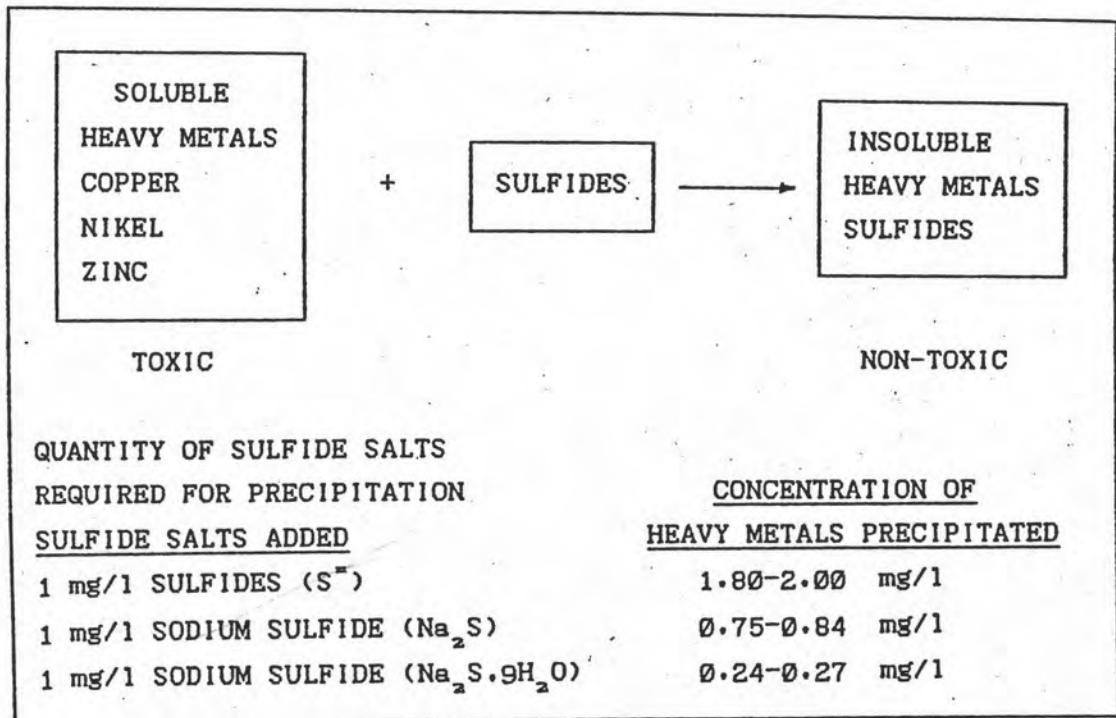 SOLUBLE
HEAVY METALS
COPPER
NIKEL
ZINC
+
SULFIDES
INSOLUBLE
HEAVY METALS
SULFIDES
TOXIC
NON-TOXIC
QUANTITY OF SULFIDE SALTS
REQUIRED FOR PRECIPITATION
SULFIDE SALTS ADDED
CONCENTRATION OF
HEAVY METALS PRECIPITATED
1 mg/l SULFIDES (S⁼) 1.80-2.00 mg/l
1 mg/l SODIUM SULFIDE (Na₂S) 0.75-0.84 mg/l
1 mg/l SODIUM SULFIDE (Na₂S.9H₂O) 0.24-0.27 mg/l